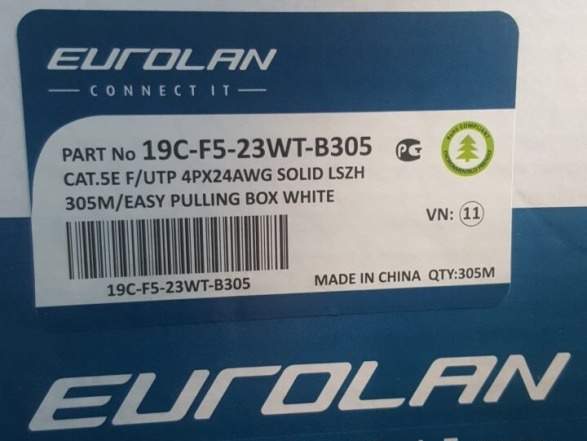 EUROLAN
CONNECT IT
PART No 19C-F5-23WT-B305
CAT.5E F/UTP 4PX24AWG SOLID LSZH
305M/EASY PULLING BOX WHITE
VN: 11
19C-F5-23WT-B305
MADE IN CHINA QTY:305M
EUROLAN